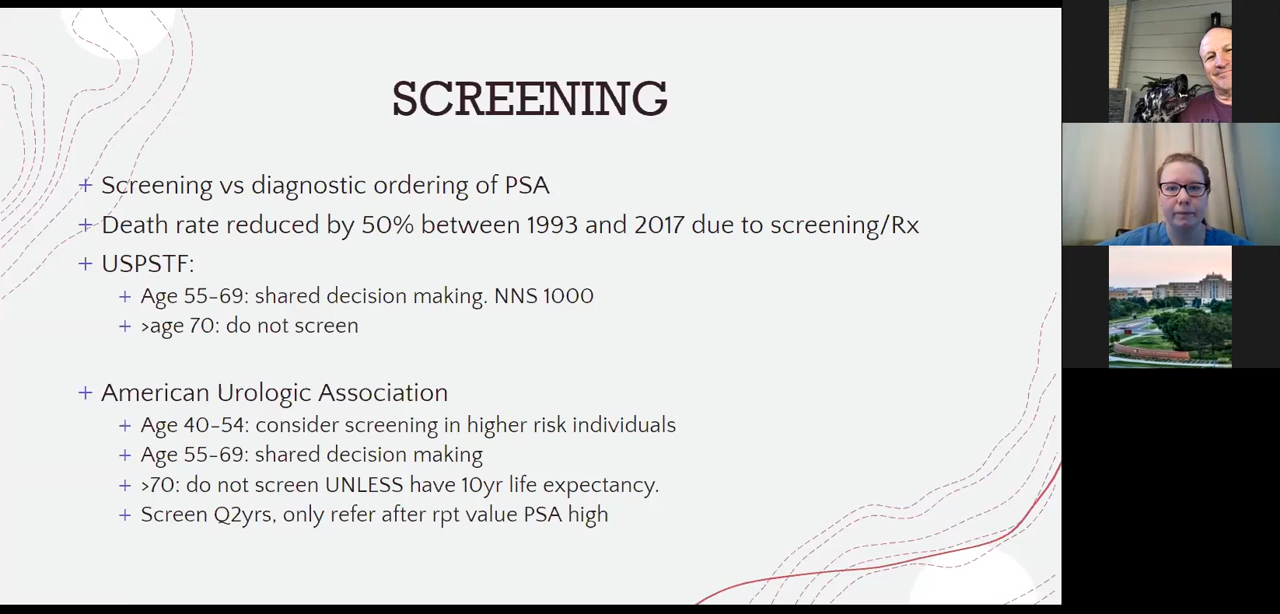 SCREENING
+ Screening vs diagnostic ordering of PSA
+ Death rate reduced by 50% between 1993 and 2017 due to screening/Rx
+ USPSTF:
+ Age 55-69: shared decision making. NNS 1000
+ >age 70: do not screen
+ American Urologic Association
+ Age 40-54: consider screening in higher risk individuals
+ Age 55-69: shared decision making
+ >70: do not screen UNLESS have 10yr life expectancy.
+ Screen Q2yrs, only refer after rpt value PSA high